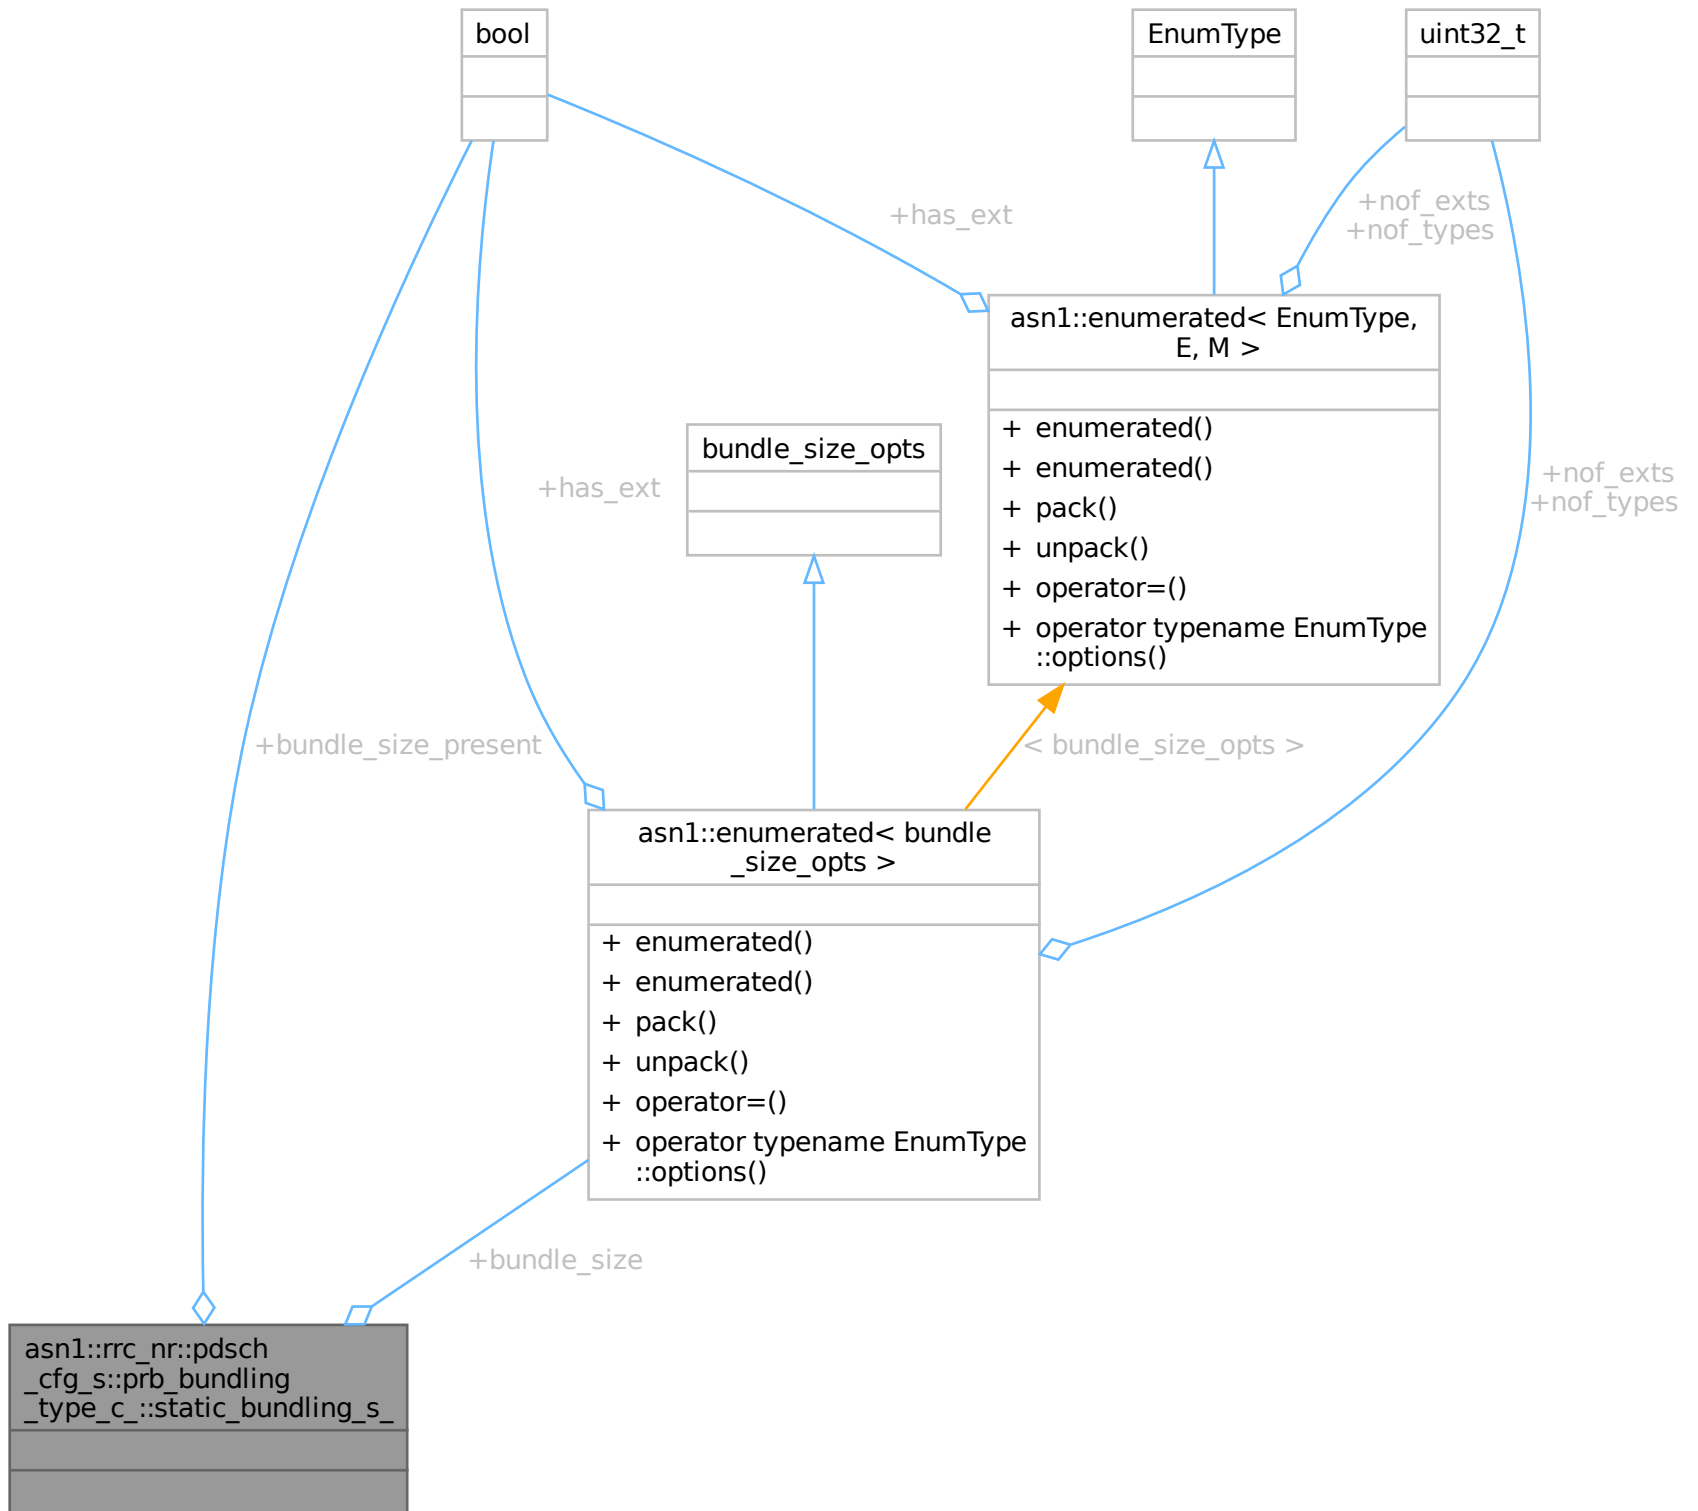 bool
EnumType
uint32_t
+has_ext
+nof_exts
+nof_types
asn1::enumerated< EnumType,
E, M >
+ enumerated()
+ enumerated()
+ pack()
+ unpack()
+ operator=()
+ operator typename EnumType
::options()
bundle_size_opts
+has_ext
+nof_exts
+nof_types
+bundle_size_present
< bundle_size_opts >
asn1::enumerated< bundle
_size_opts >
+ enumerated()
+ enumerated()
+ pack()
+ unpack()
+ operator=()
+ operator typename EnumType
::options()
+bundle_size
asn1::rrc_nr::pdsch
_cfg_s::prb_bundling
_type_c_::static_bundling_s_